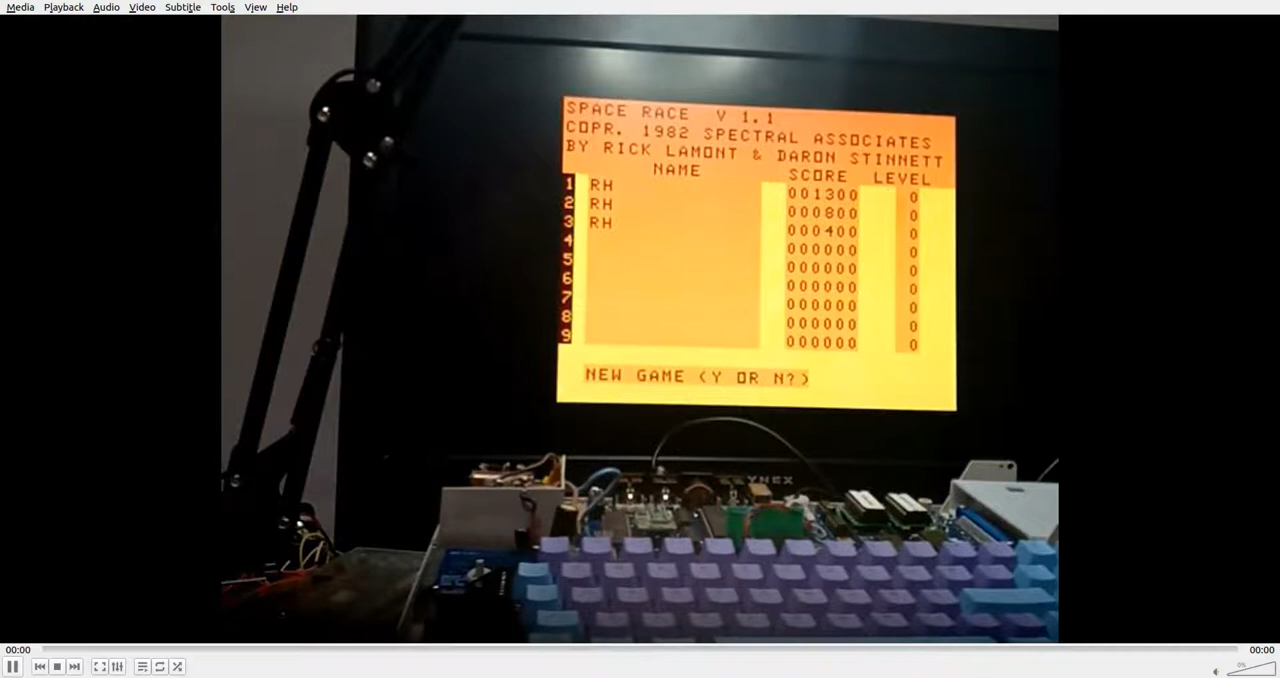 Media Playback Audio Video Subtitle Tools View Help
SPACE RACE V 1.1
COPR. 1982 SPECTRAL ASSOCIATES
BY RICK LAMONT & DARON STINNETT
NAME SCORE LEVEL
1 RH 001300 0
2 RH 000800 0
3 RH 000400 0
4 000000 0
5 000000 0
6 000000 0
7 000000 0
8 000000 0
9 000000 0
NEW GAME (Y OR N?)
YNEX
00:00 00:00
0%